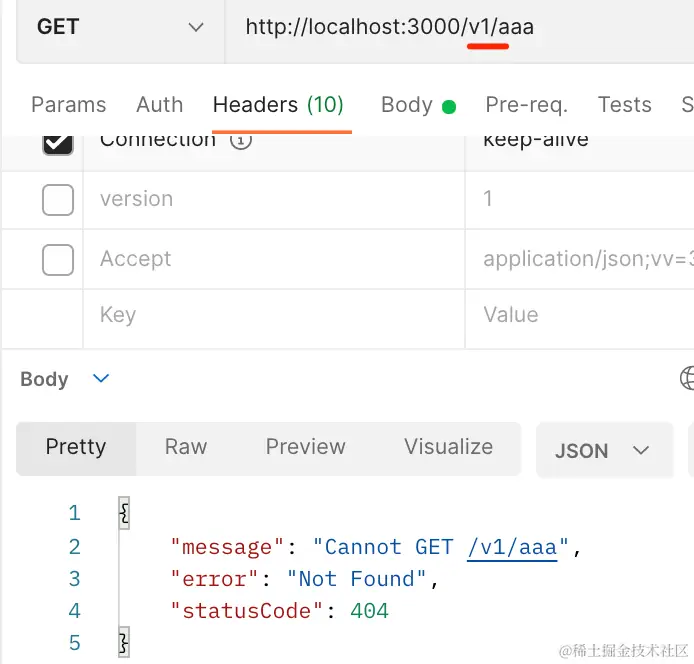 GET http://localhost:3000/v1/aaa
Params Auth Headers (10) Body Pre-req. Tests S
Connection keep-alive
version 1
Accept application/json;vv=3
Key Value
Body
Pretty Raw Preview Visualize JSON
1 {
2 "message": "Cannot GET /v1/aaa",
3 "error": "Not Found",
4 "statusCode": 404
5 }
@稀土掘金技术社区